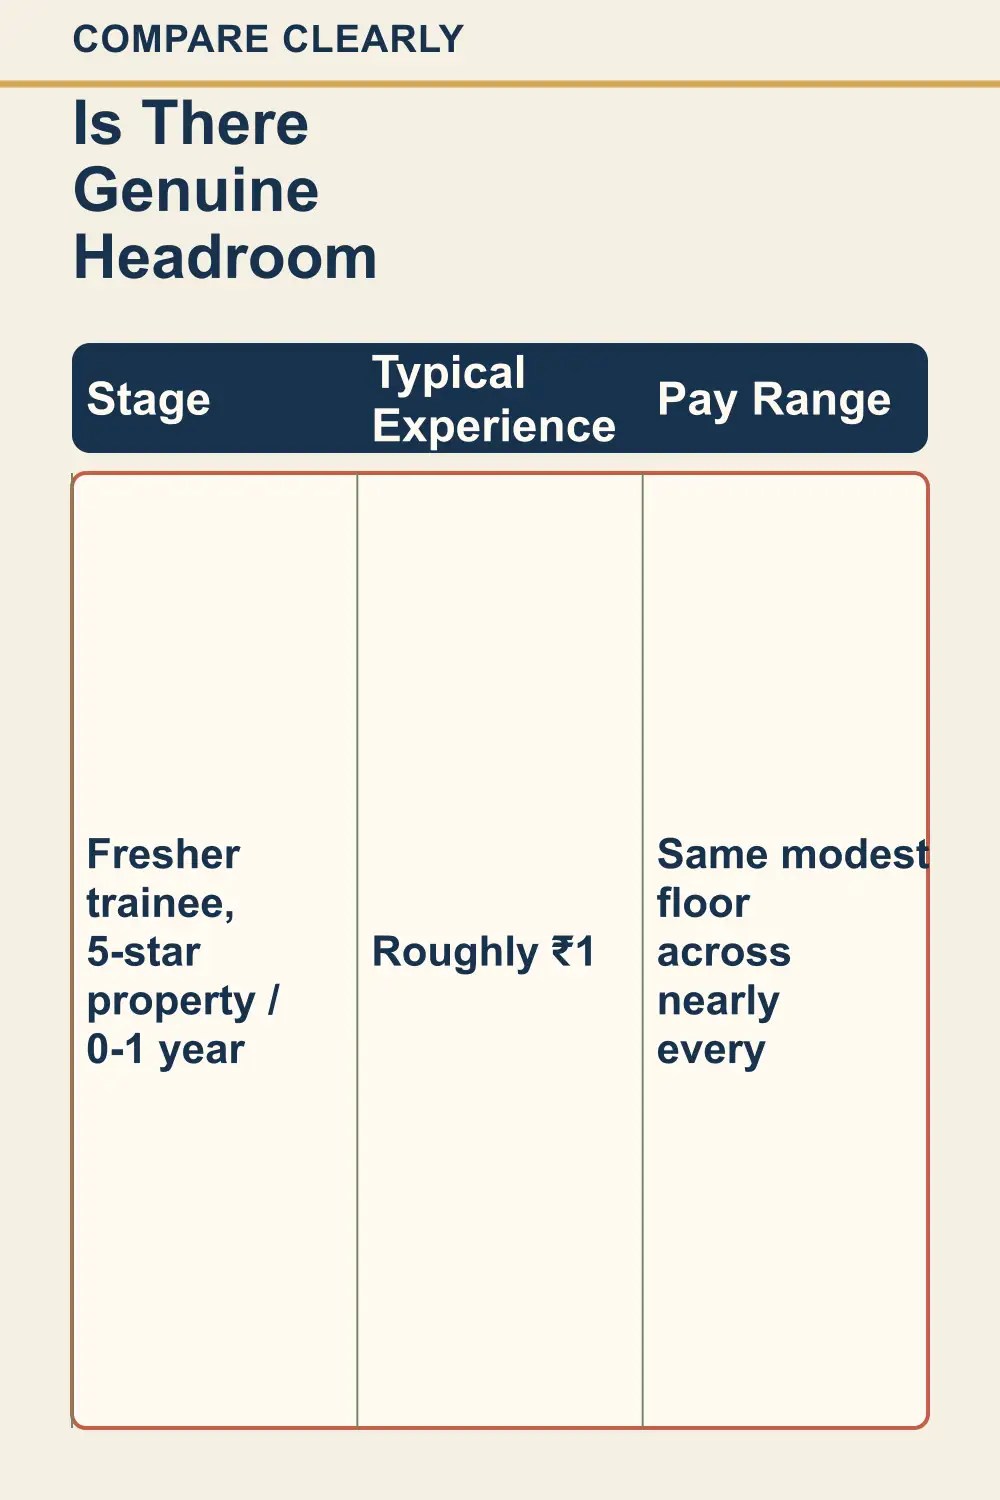 COMPARE CLEARLY
Is There
Genuine
Headroom
Stage
Typical
Experience
Pay Range
Fresher
trainee,
5-star
property /
0-1 year
Roughly ₹1
Same modest
floor
across
nearly
every